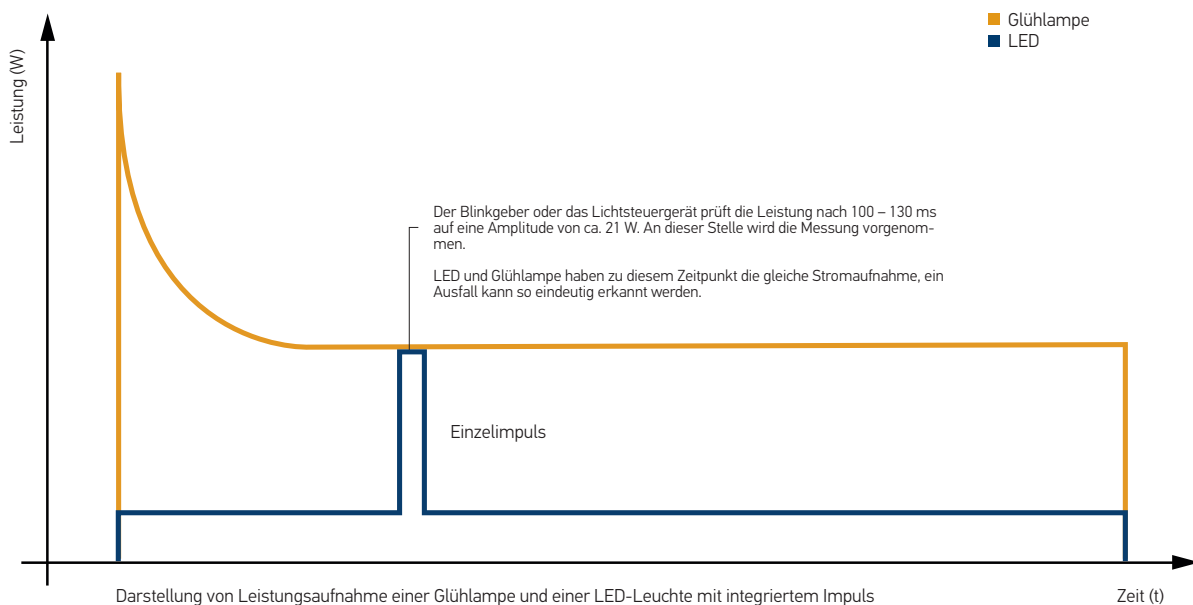 Glühlampe
LED
Leistung (W)
Der Blinkgeber oder das Lichtsteuergerät prüft die Leistung nach 100 – 130 ms
auf eine Amplitude von ca. 21 W. An dieser Stelle wird die Messung vorgenom-
men.
LED und Glühlampe haben zu diesem Zeitpunkt die gleiche Stromaufnahme, ein
Ausfall kann so eindeutig erkannt werden.
Einzelimpuls
Darstellung von Leistungsaufnahme einer Glühlampe und einer LED-Leuchte mit integriertem Impuls
Zeit (t)